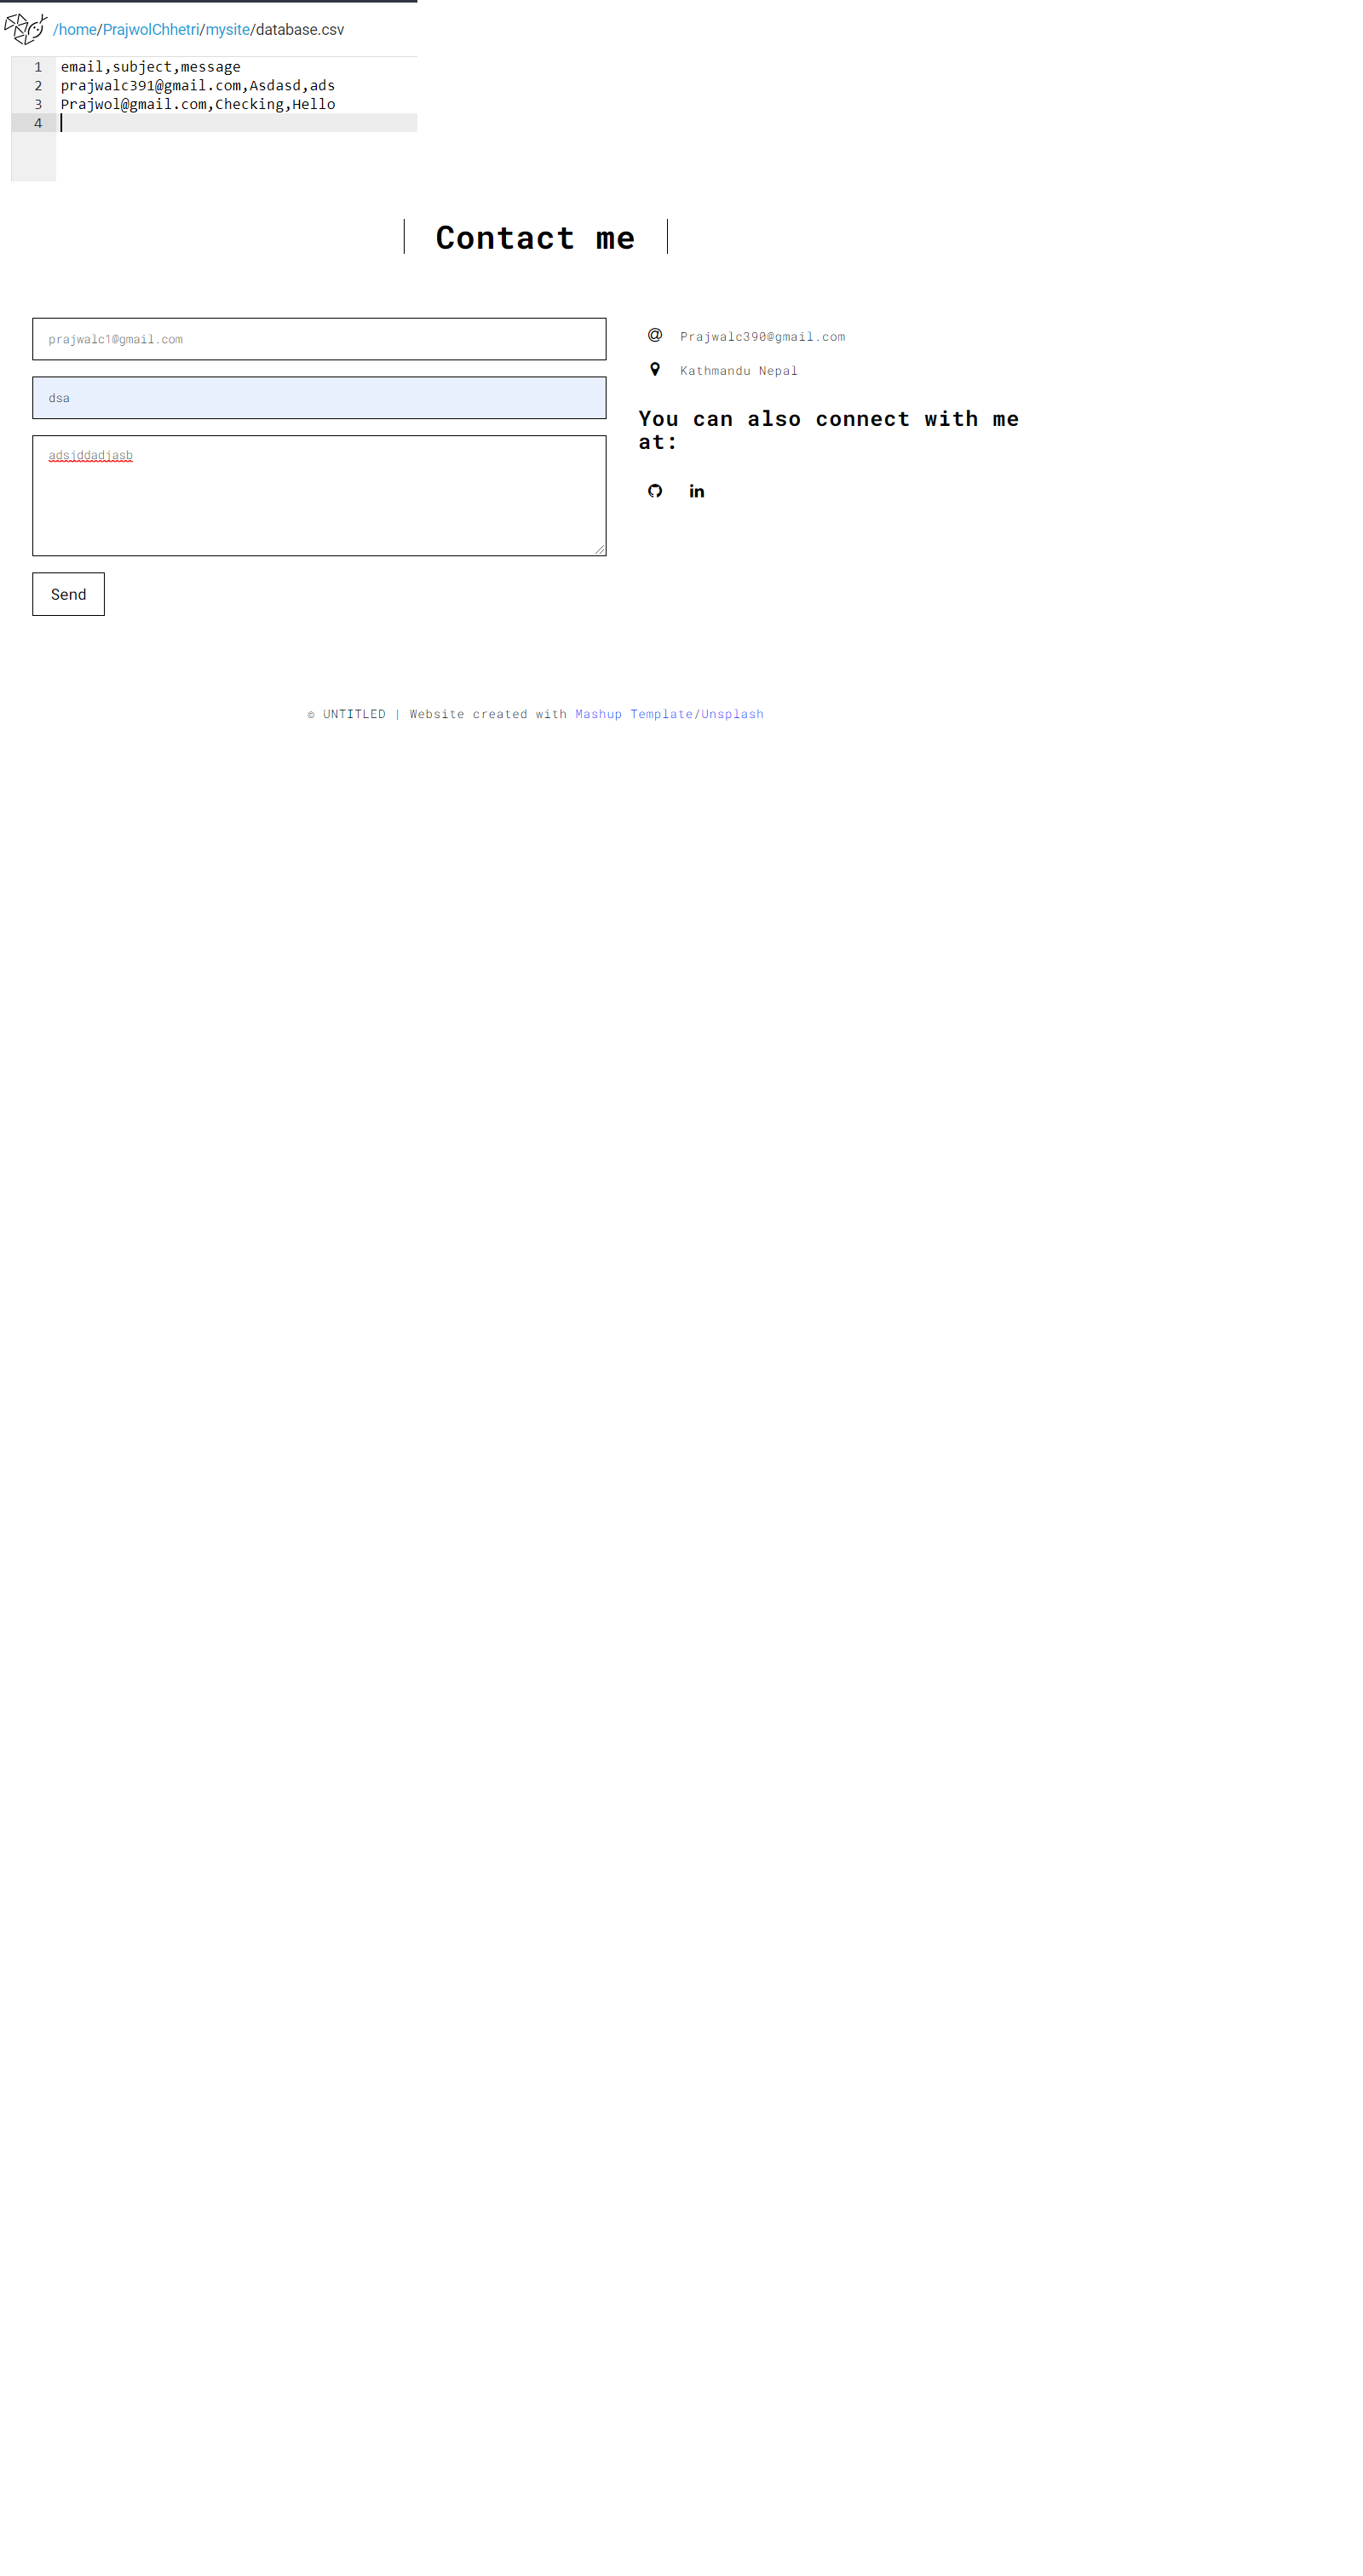 /home/PrajwolChhetri/mysite/database.csv
1 email,subject,message
2 prajwalc391@gmail.com,Asdasd,ads
3 Prajwol@gmail.com,Checking,Hello
4
Contact me
prajwalc1@gmail.com
dsa
adsjddadjasb
Send
@ Prajwalc390@gmail.com
Kathmandu Nepal
You can also connect with me
at:
in
© UNTITLED | Website created with Mashup Template/Unsplash